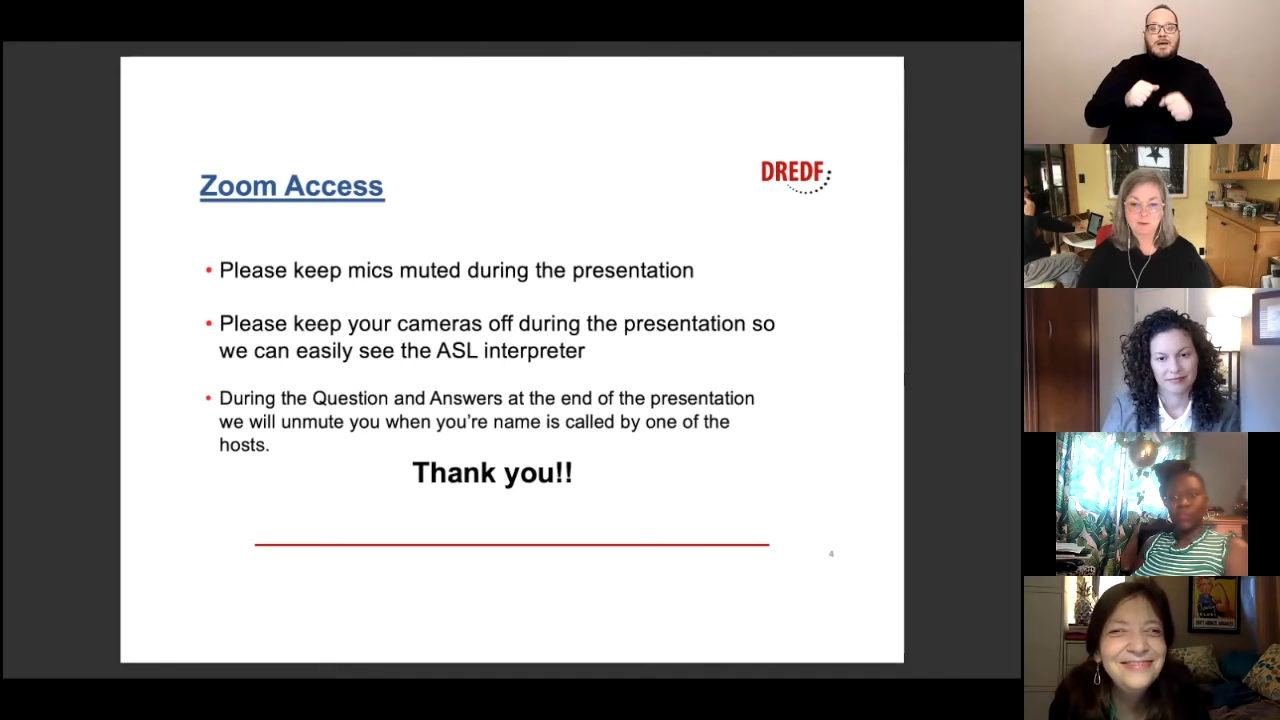 Zoom Access
DREDF
• Please keep mics muted during the presentation
• Please keep your cameras off during the presentation so
we can easily see the ASL interpreter
• During the Question and Answers at the end of the presentation
we will unmute you when you’re name is called by one of the
hosts.
Thank you!!
4